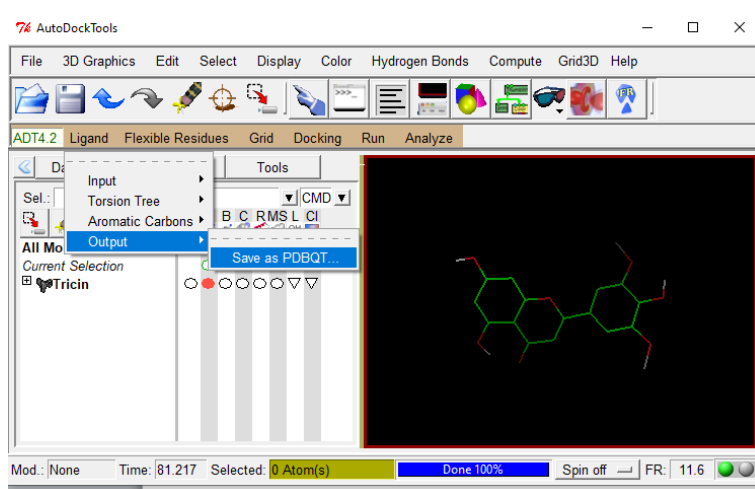 AutoDockTools
File 3D Graphics Edit Select Display Color Hydrogen Bonds Compute Grid3D Help
ADT4.2 Ligand Flexible Residues Grid Docking Run Analyze
Tools
Input
Sel.: CMD
Torsion Tree
Aromatic Carbons
B C R MS L Cl
Output
All Mo
Save as PDBQT...
Current Selection
Tricin
Mod.: None Time: 81.217 Selected: 0 Atom(s) Done 100% Spin off FR: 11.6